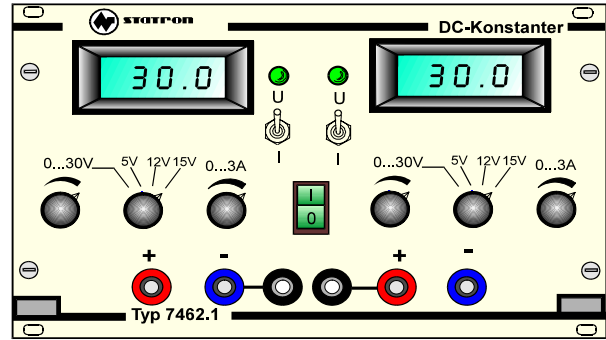 statron DC-Konstanter
30.0 30.0
U U
I I
0...30V 5V 12V 15V 0...3A 0...30V 5V 12V 15V 0...3A
I
0
+ - + -
Typ 7462.1